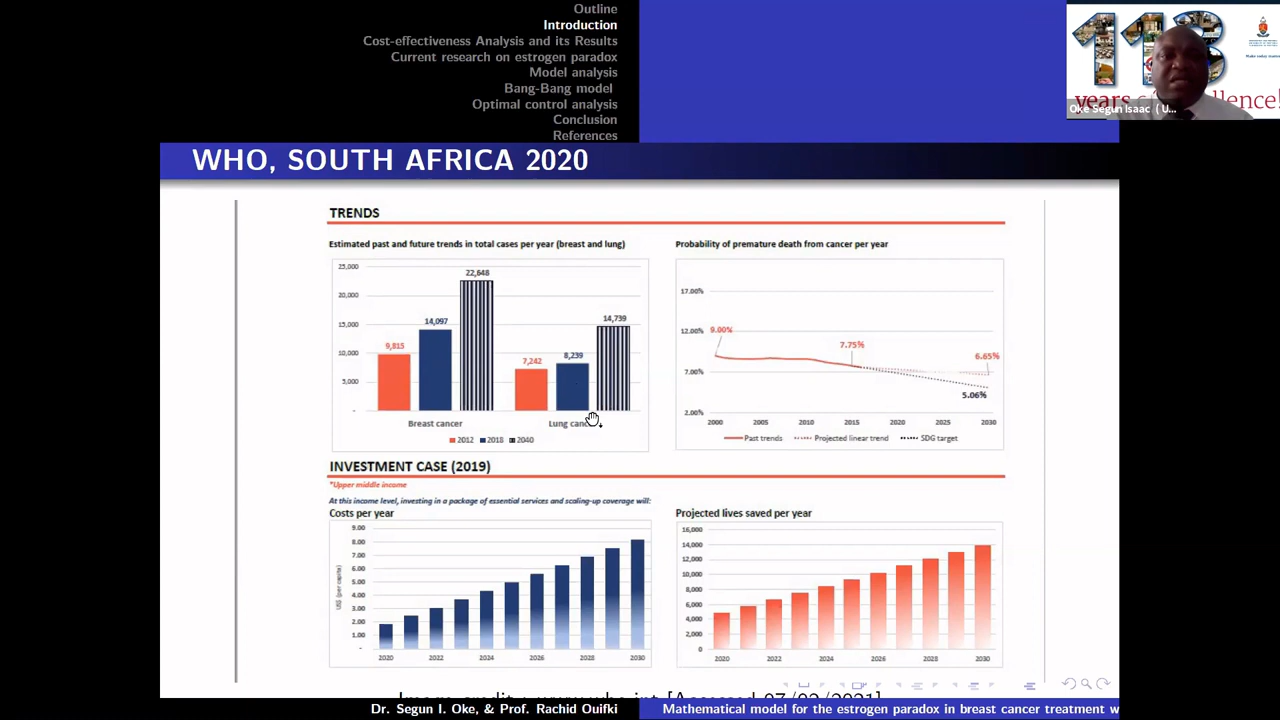 Outline
Introduction
Cost-effectiveness Analysis and its Results
Current research on estrogen paradox
Model analysis
Bang-Bang model
Optimal control analysis
Conclusion
References
years excellence!
Oke Segun Isaac ( U...
WHO, SOUTH AFRICA 2020
TRENDS
Estimated past and future trends in total cases per year (breast and lung)
25,000
20,000
15,000
10,000
5,000
-
9,815
14,097
22,648
7,242
8,239
14,739
Breast cancer
Lung
2012 2018 2040
Probability of premature death from cancer per year
17.00%
12.00%
7.00%
2.00%
9.00%
7.75%
6.65%
5.06%
2000 2005 2010 2015 2020 2025 2030
Past trends Projected linear trend SDG target
INVESTMENT CASE (2019)
*Upper middle income
At this income level, investing in a package of essential services and scaling-up coverage will:
Costs per year
9.00
8.00
7.00
6.00
5.00
4.00
3.00
2.00
1.00
-
US$ (per capita)
2020 2022 2024 2026 2028 2030
Projected lives saved per year
16,000
14,000
12,000
10,000
8,000
6,000
4,000
2,000
0
2020 2022 2024 2026 2028 2030
Dr. Segun I. Oke, & Prof. Rachid Ouifki
Mathematical model for the estrogen paradox in breast cancer treatment w